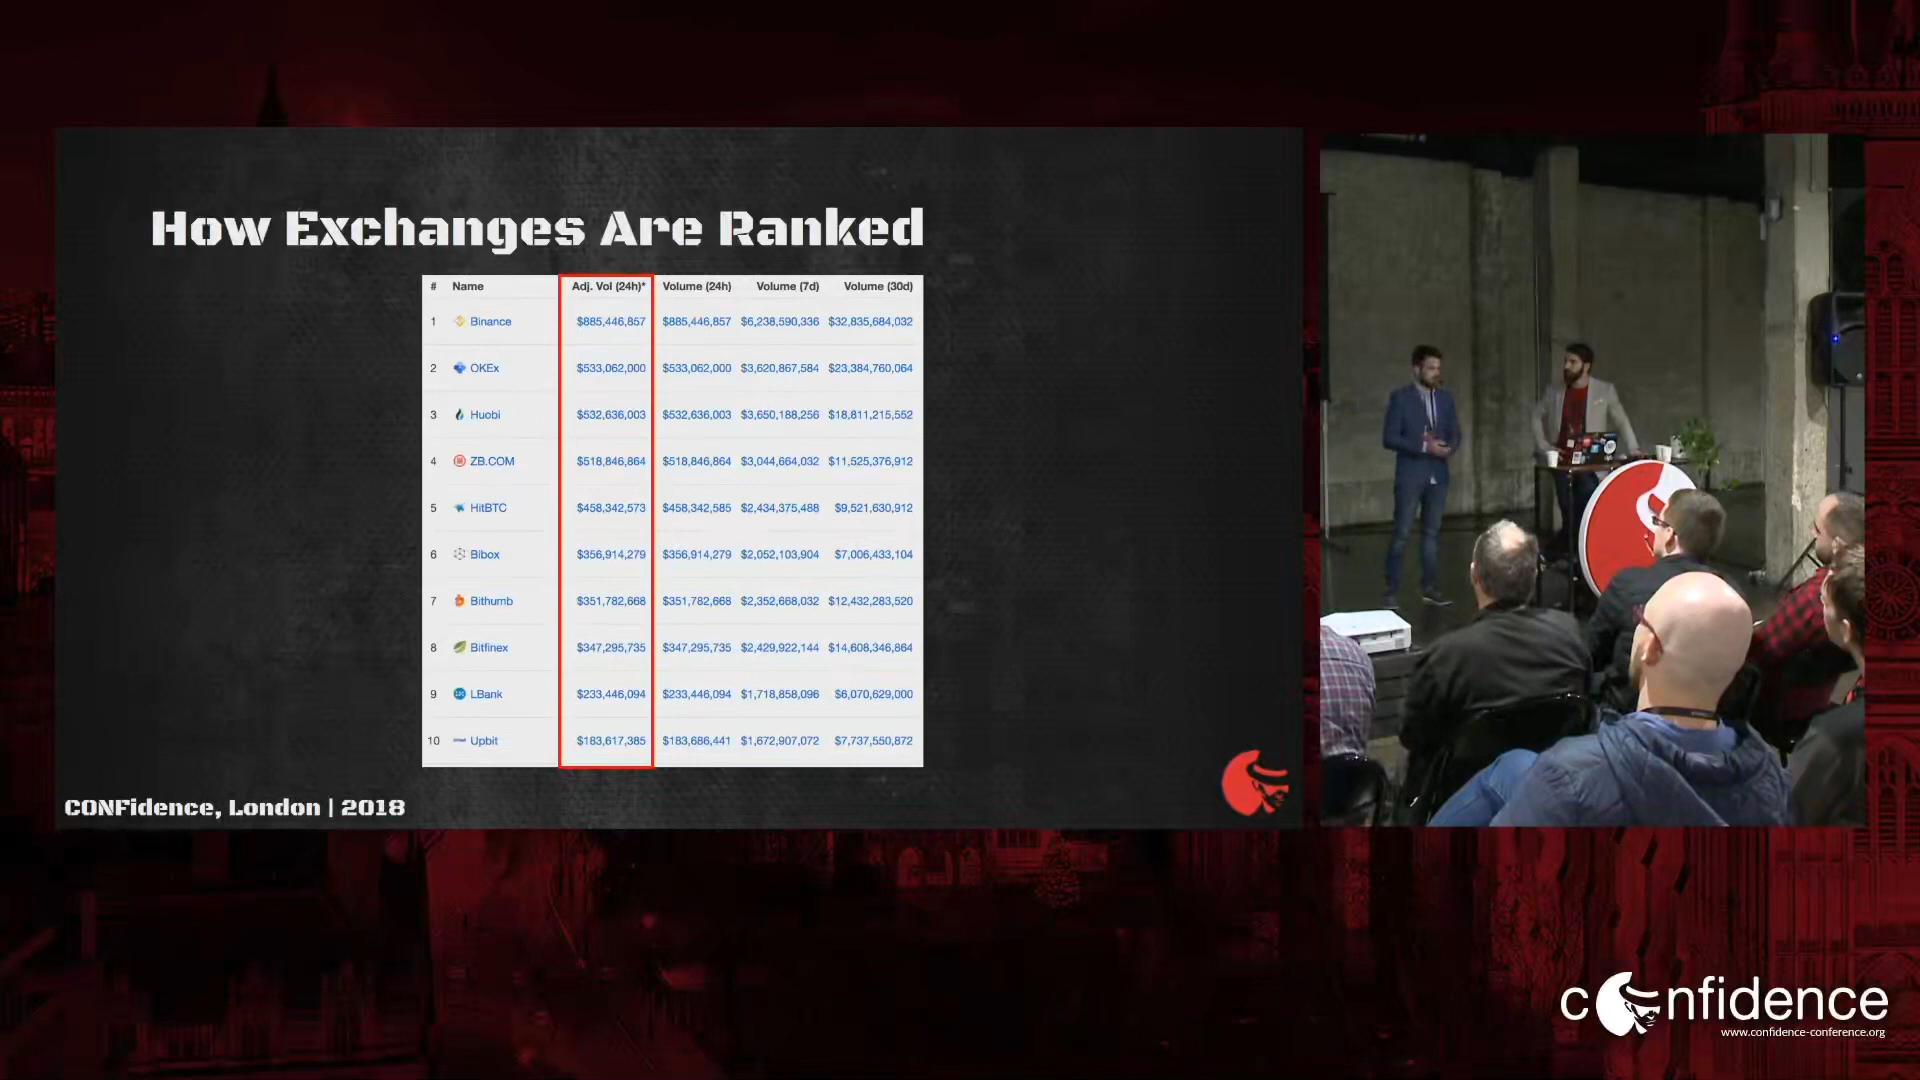 How Exchanges Are Ranked
# Name Adj. Vol (24h)* Volume (24h) Volume (7d) Volume (30d)
1 Binance $885,446,857 $885,446,857 $6,238,590,336 $32,835,684,032
2 OKEx $533,062,000 $533,062,000 $3,620,867,584 $23,384,760,064
3 Huobi $532,636,003 $532,636,003 $3,650,188,256 $18,811,215,552
4 ZB.COM $518,846,864 $518,846,864 $3,044,664,032 $11,525,376,912
5 HitBTC $458,342,573 $458,342,585 $2,434,375,488 $9,521,630,912
6 Bibox $356,914,279 $356,914,279 $2,052,103,904 $7,006,433,104
7 Bithumb $351,782,668 $351,782,668 $2,352,668,032 $12,432,283,520
8 Bitfinex $347,295,735 $347,295,735 $2,429,922,144 $14,608,346,864
9 LBank $233,446,094 $233,446,094 $1,718,858,096 $6,070,629,000
10 Upbit $183,617,385 $183,686,441 $1,672,907,072 $7,737,550,872
CONFidence, London | 2018
confidence
www.confidence-conference.org